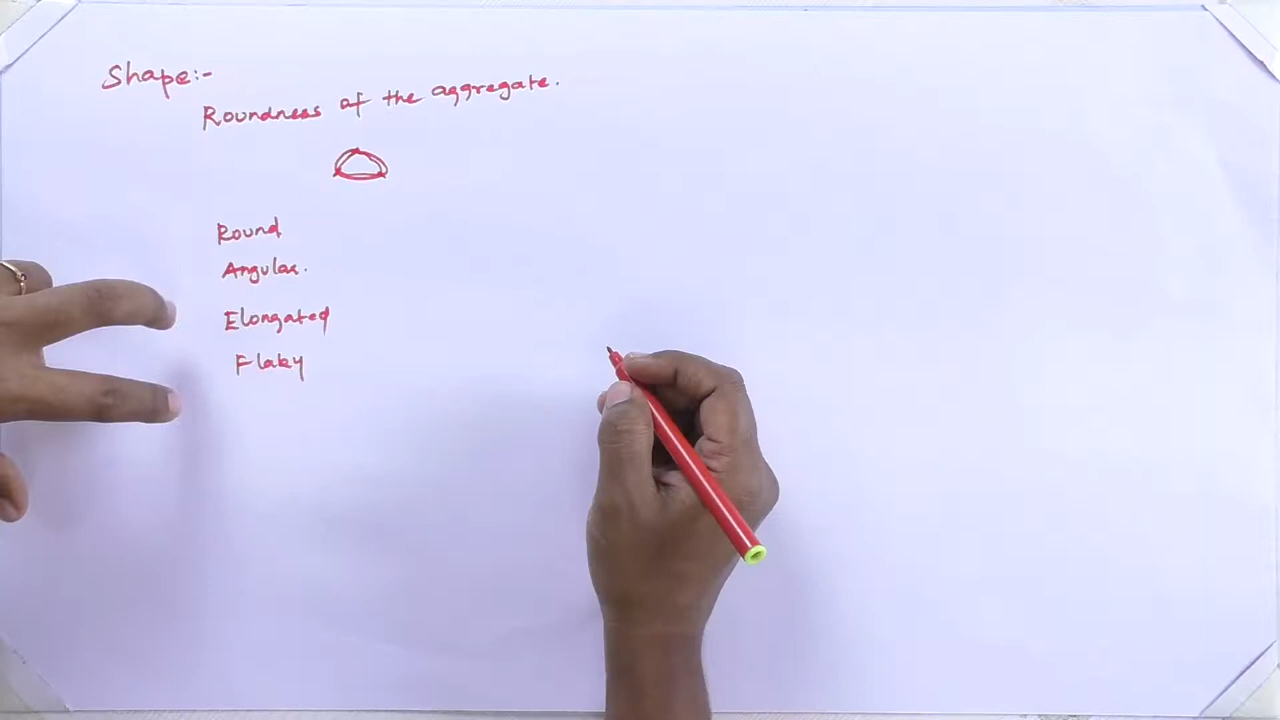 Shape:-
Roundness of the aggregate.
Round
Angular.
Elongated
Flaky